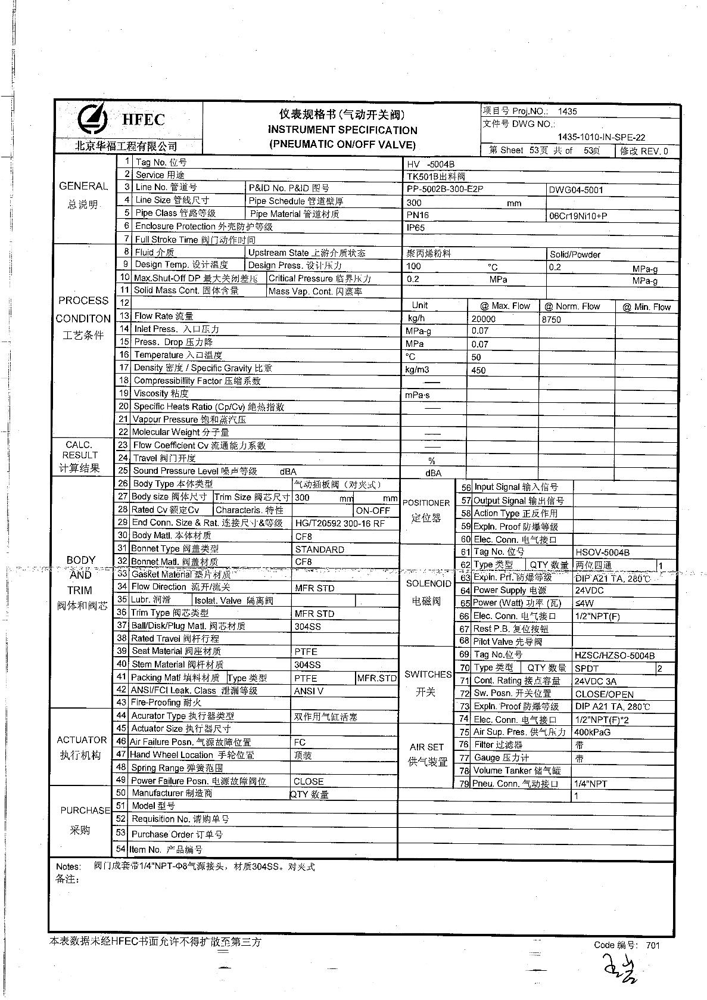 HFEC
北京华福工程有限公司
仪表规格书(气动开关阀)
INSTRUMENT SPECIFICATION
(PNEUMATIC ON/OFF VALVE)
项目号 Proj.NO.: 1435
文件号 DWG NO.:
1435-1010-IN-SPE-22
第 Sheet 53页 共 of 53页 修改 REV. 0
GENERAL
总说明
1 Tag No. 位号 HV -5004B
2 Service 用途 TK501B出料阀
3 Line No. 管道号 P&ID No. P&ID 图号 PP-5002B-300-E2P DWG04-5001
4 Line Size 管线尺寸 Pipe Schedule 管道壁厚 300 mm
5 Pipe Class 管路等级 Pipe Material 管道材质 PN16 06Cr19Ni10+P
6 Enclosure Protection 外壳防护等级 IP65
7 Full Stroke Time 阀门动作时间
PROCESS
CONDITON
工艺条件
8 Fluid 介质 Upstream State 上游介质状态 聚丙烯粉料 Solid/Powder
9 Design Temp. 设计温度 Design Press. 设计压力 100 °C 0.2 MPa-g
10 Max.Shut-Off DP 最大关闭差压 Critical Pressure 临界压力 0.2 MPa MPa-g
11 Solid Mass Cont. 固体含量 Mass Vap. Cont. 闪蒸率
12 Unit @ Max. Flow @ Norm. Flow @ Min. Flow
13 Flow Rate 流量 kg/h 20000 8750
14 Inlet Press. 入口压力 MPa-g 0.07
15 Press. Drop 压力降 MPa 0.07
16 Temperature 入口温度 °C 50
17 Density 密度 / Specific Gravity 比重 kg/m3 450
18 Compressibillity Factor 压缩系数 —
19 Viscosity 粘度 mPa·s
20 Specific Heats Ratio (Cp/Cv) 绝热指数 —
21 Vapour Pressure 饱和蒸汽压
22 Molecular Weight 分子量 —
CALC.
RESULT
计算结果
23 Flow Coefficient Cv 流通能力系数 —
24 Travel 阀门开度 %
25 Sound Pressure Level 噪声等级 dBA dBA
BODY
AND
TRIM
阀体和阀芯
26 Body Type 本体类型 气动插板阀（对夹式）
27 Body size 阀体尺寸 Trim Size 阀芯尺寸 300 mm mm
28 Rated Cv 额定Cv Characteris. 特性 ON-OFF
29 End Conn. Size & Rat. 连接尺寸&等级 HG/T20592 300-16 RF
30 Body Matl. 本体材质 CF8
31 Bonnet Type 阀盖类型 STANDARD
32 Bonnet Matl. 阀盖材质 CF8
33 Gasket Material 垫片材质
34 Flow Direction 流开/流关 MFR STD
35 Lubr. 润滑 Isolat. Valve 隔离阀
36 Trim Type 阀芯类型 MFR STD
37 Ball/Disk/Plug Matl. 阀芯材质 304SS
38 Rated Travel 阀杆行程
39 Seat Material 阀座材质 PTFE
40 Stem Material 阀杆材质 304SS
41 Packing Matl 填料材质 Type 类型 PTFE MFR.STD
42 ANSI/FCI Leak. Class 泄漏等级 ANSI V
43 Fire-Proofing 耐火
ACTUATOR
执行机构
44 Acurator Type 执行器类型 双作用气缸活塞
45 Actuator Size 执行器尺寸
46 Air Failure Posn. 气源故障位置 FC
47 Hand Wheel Location 手轮位置 顶装
48 Spring Range 弹簧范围
49 Power Failure Posn. 电源故障阀位 CLOSE
POSITIONER
定位器
56 Input Signal 输入信号
57 Output Signal 输出信号
58 Action Type 正反作用
59 Expln. Proof 防爆等级
60 Elec. Conn. 电气接口
SOLENOID
电磁阀
61 Tag No. 位号 HSOV-5004B
62 Type 类型 QTY 数量 两位四通 1
63 Expln. Prf. 防爆等级 DIP A21 TA, 280℃
64 Power Supply 电源 24VDC
65 Power (Watt) 功率 (瓦) ≤4W
66 Elec. Conn. 电气接口 1/2"NPT(F)
67 Rest P.B. 复位按钮
68 Pilot Valve 先导阀
SWITCHES
开关
69 Tag No.位号 HZSC/HZSO-5004B
70 Type 类型 QTY 数量 SPDT 2
71 Cont. Rating 接点容量 24VDC 3A
72 Sw. Posn. 开关位置 CLOSE/OPEN
73 Expln. Proof 防爆等级 DIP A21 TA, 280℃
74 Elec. Conn. 电气接口 1/2"NPT(F)*2
AIR SET
供气装置
75 Air Sup. Pres. 供气压力 400kPaG
76 Filter 过滤器 带
77 Gauge 压力计 带
78 Volume Tanker 储气罐
79 Pneu. Conn. 气动接口 1/4"NPT
PURCHASE
采购
50 Manufacturer 制造商 QTY 数量 1
51 Model 型号
52 Requisition No. 请购单号
53 Purchase Order 订单号
54 Item No. 产品编号
Notes: 阀门成套带1/4"NPT-Φ8气源接头，材质304SS。对夹式
备注：
本表数据未经HFEC书面允许不得扩散至第三方
Code 编号: 701